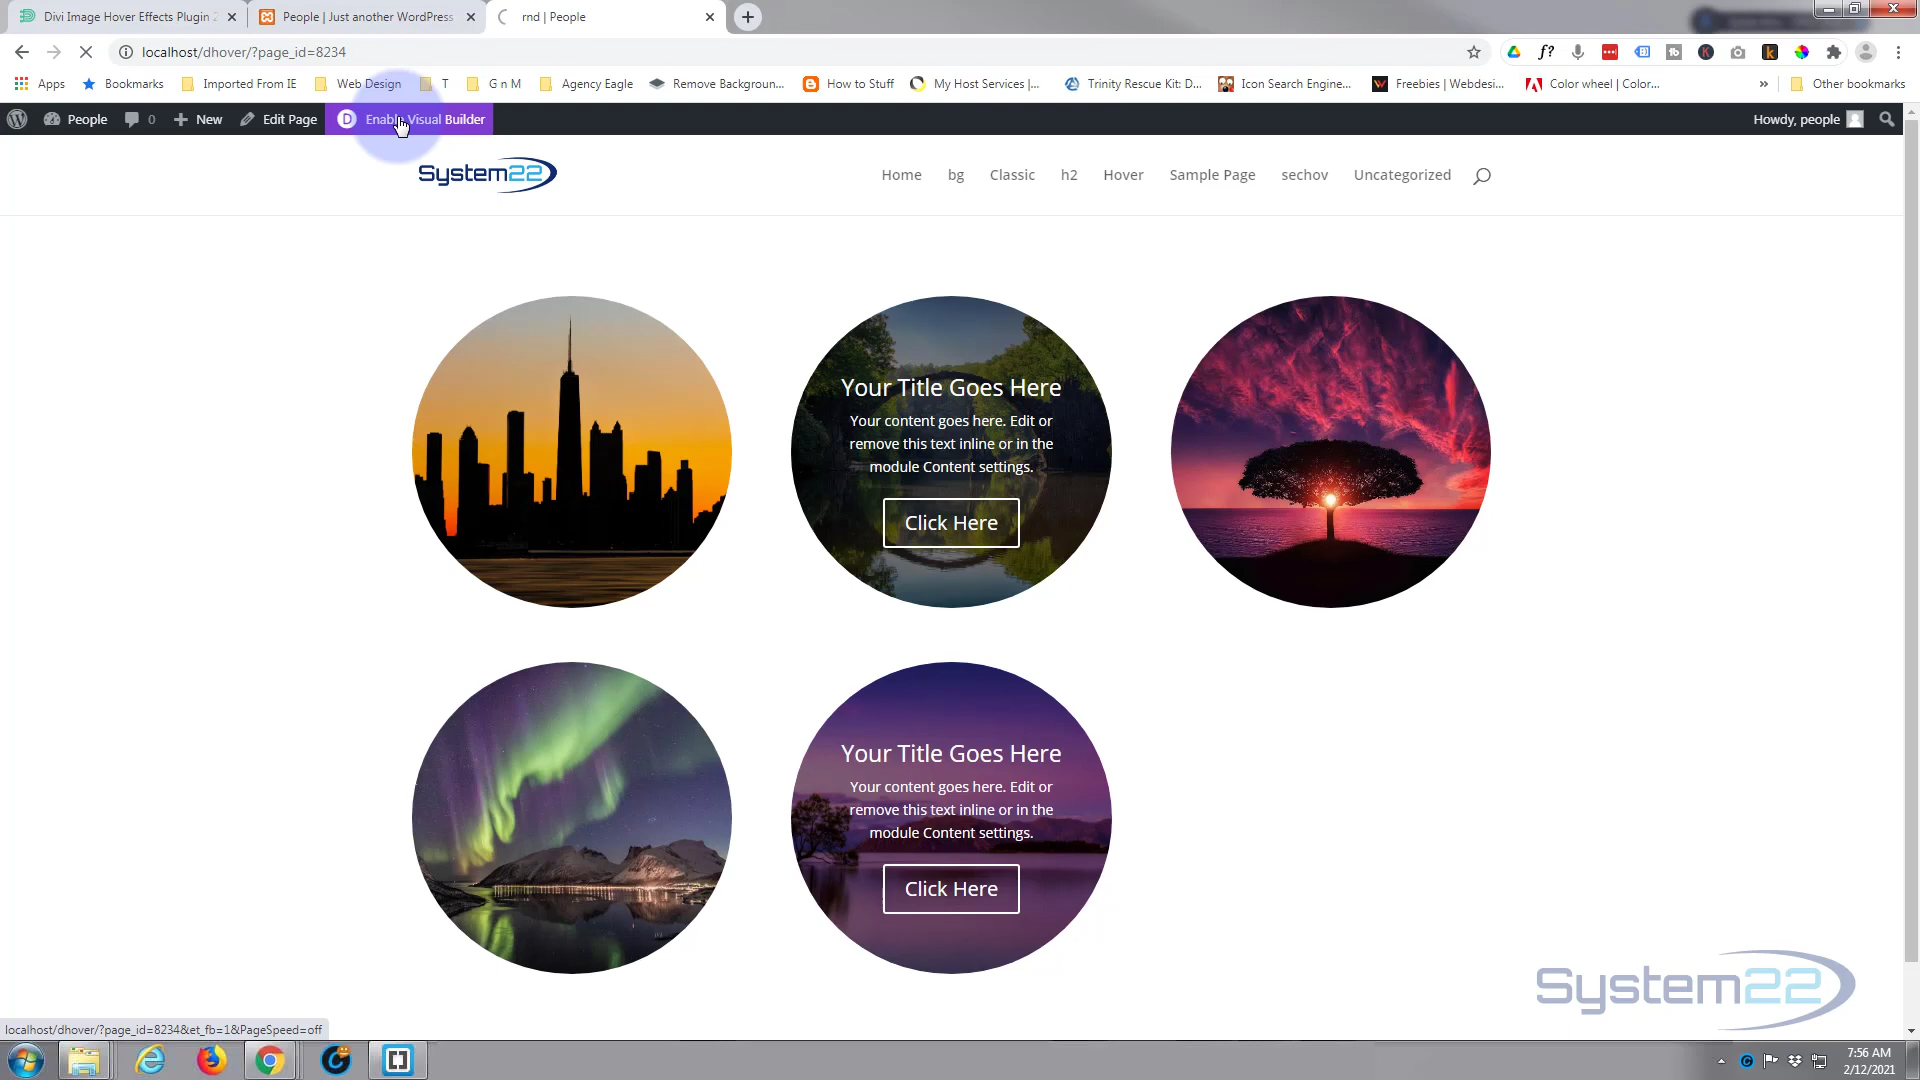 Divi Image Hover Effects Plugin 2
People | Just another WordPress
rnd | People
localhost/dhover/?page_id=8234
Apps
Bookmarks
Imported From IE
Web Design
T
G n M
Agency Eagle
Remove Backgroun...
How to Stuff
My Host Services |...
Trinity Rescue Kit: D...
Icon Search Engine...
Freebies | Webdesi...
Color wheel | Color...
Other bookmarks
People
0
New
Edit Page
Enable Visual Builder
Howdy, people
System22
Home
bg
Classic
h2
Hover
Sample Page
sechov
Uncategorized
Your Title Goes Here
Your content goes here. Edit or
remove this text inline or in the
module Content settings.
Click Here
Your Title Goes Here
Your content goes here. Edit or
remove this text inline or in the
module Content settings.
Click Here
System22
localhost/dhover/?page_id=8234&et_fb=1&PageSpeed=off
7:56 AM
2/12/2021